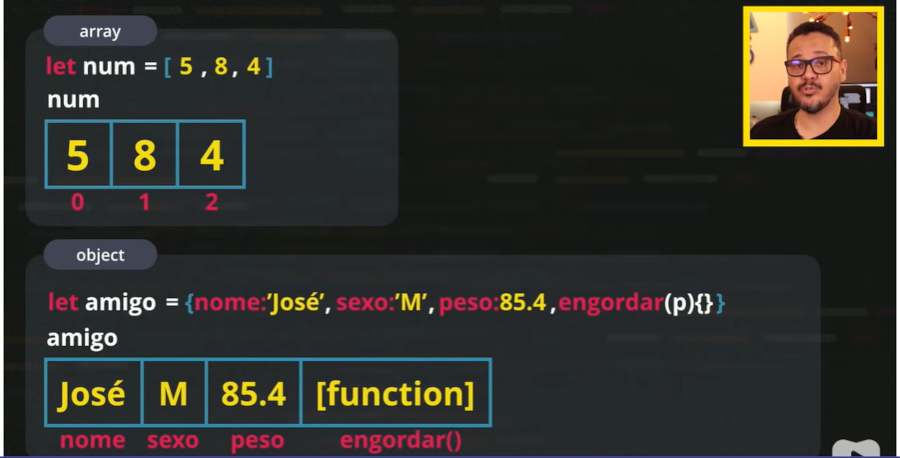 array
let num = [ 5 , 8 , 4 ]
num
5 8 4
0 1 2
object
let amigo = {nome:'José', sexo:'M', peso:85.4 ,engordar(p){} }
amigo
José M 85.4 [function]
nome sexo peso engordar()